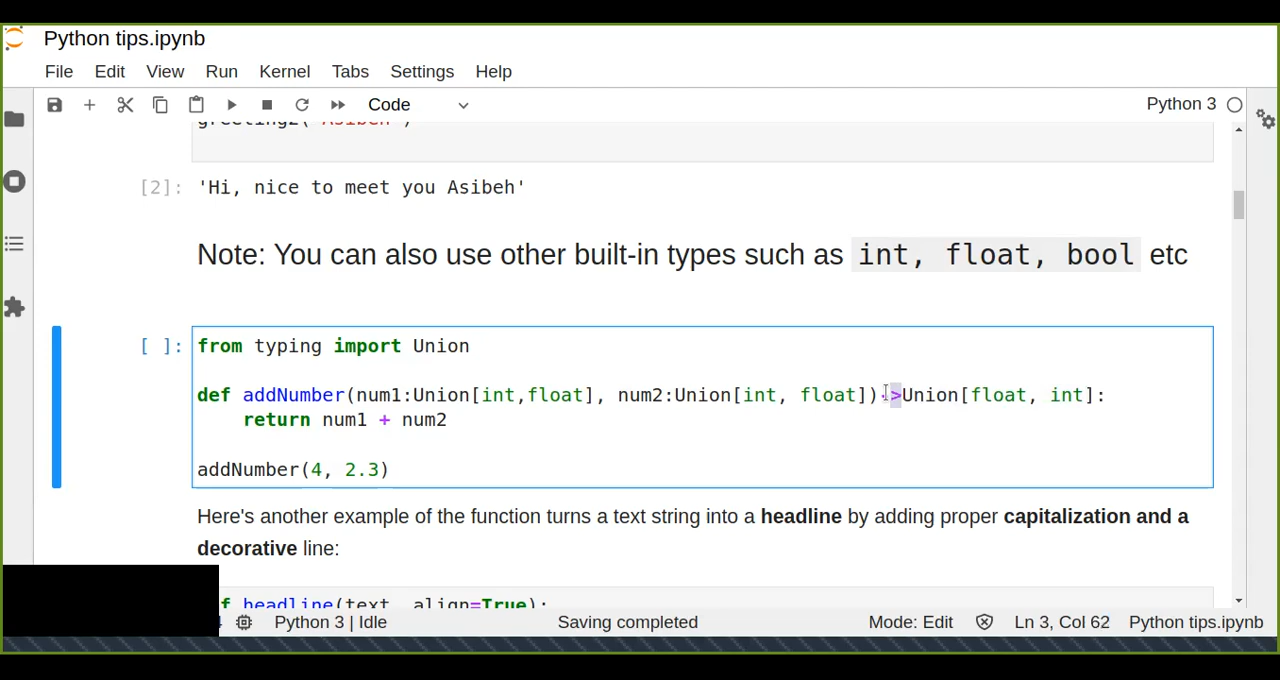 Python tips.ipynb
File Edit View Run Kernel Tabs Settings Help
Code Python 3
[2]: 'Hi, nice to meet you Asibeh'
Note: You can also use other built-in types such as int, float, bool etc
[ ]: from typing import Union
def addNumber(num1:Union[int,float], num2:Union[int, float])->Union[float, int]:
return num1 + num2
addNumber(4, 2.3)
Here's another example of the function turns a text string into a headline by adding proper capitalization and a
decorative line:
headline(text, align=True):
Python 3 | Idle Saving completed Mode: Edit Ln 3, Col 62 Python tips.ipynb